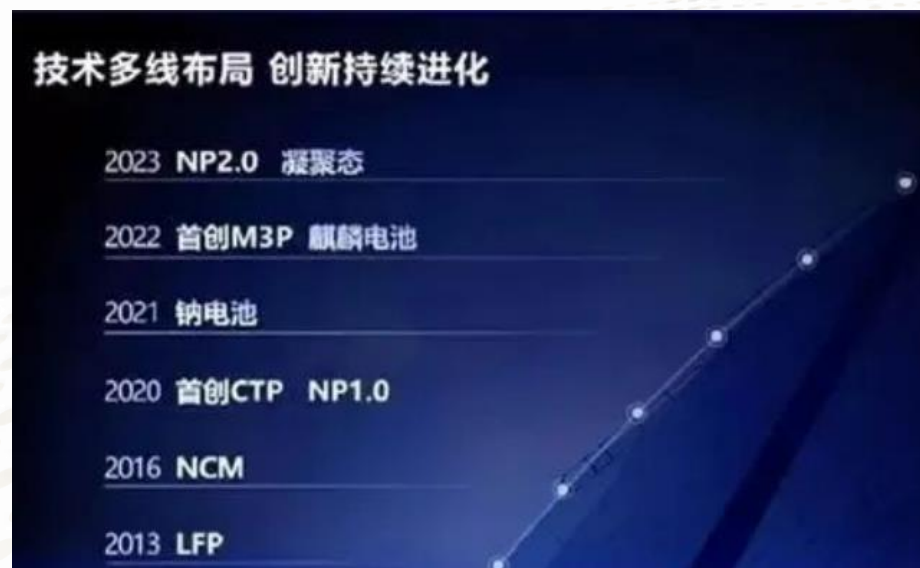 技术多线布局 创新持续进化
2023 NP2.0 凝聚态
2022 首创M3P 麒麟电池
2021 钠电池
2020 首创CTP NP1.0
2016 NCM
2013 LFP